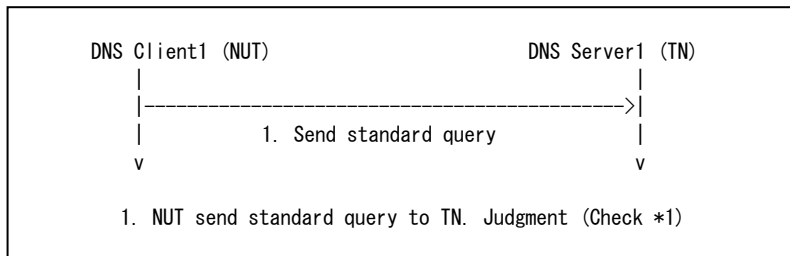 DNS Client1 (NUT) DNS Server1 (TN)
1. Send standard query
v v
1. NUT send standard query to TN. Judgment (Check *1)